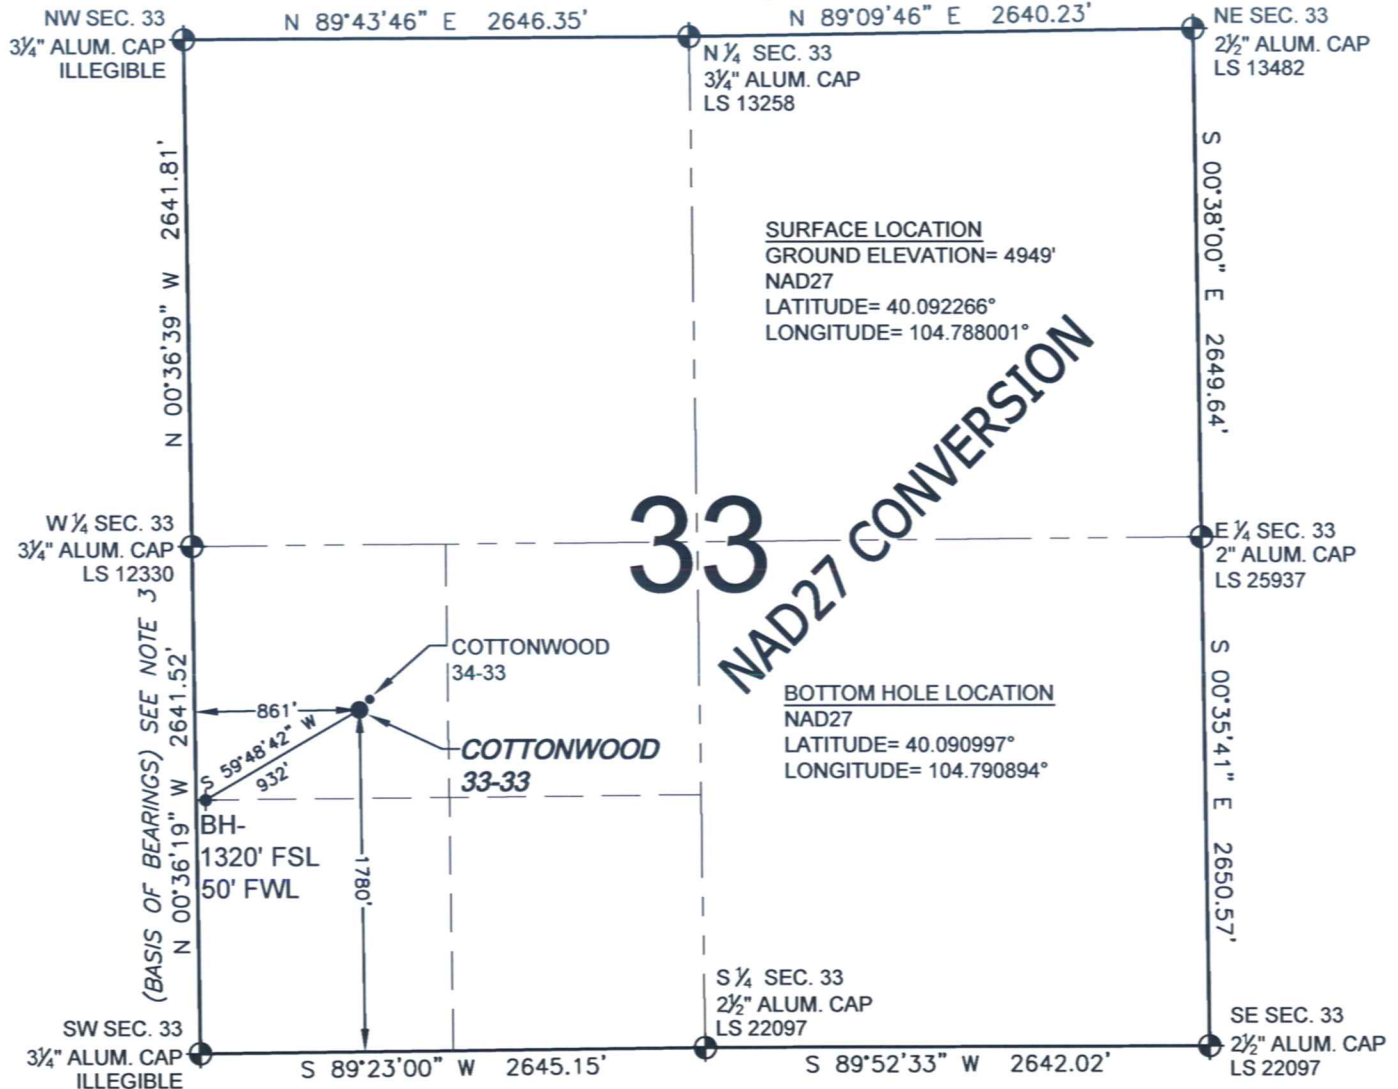 N 89°43'46" E 2646.35'
N 89°09'46" E 2640.23'
NW SEC. 33
3¼" ALUM. CAP
ILLEGIBLE
N ¼ SEC. 33
3¼" ALUM. CAP
LS 13258
NE SEC. 33
2½" ALUM. CAP
LS 13482
N 00°36'39" W 2641.81'
S 00°38'00" E 2649.64'
SURFACE LOCATION
GROUND ELEVATION= 4949'
NAD27
LATITUDE= 40.092266°
LONGITUDE= 104.788001°
NAD27 CONVERSION
33
W ¼ SEC. 33
3¼" ALUM. CAP
LS 12330
E ¼ SEC. 33
2" ALUM. CAP
LS 25937
(BASIS OF BEARINGS) SEE NOTE 3
N 00°36'19" W 2641.52'
COTTONWOOD
34-33
861'
S 59°48'42" W
932'
COTTONWOOD
33-33
BH-
1320' FSL
50' FWL
1780'
BOTTOM HOLE LOCATION
NAD27
LATITUDE= 40.090997°
LONGITUDE= 104.790894°
S 00°35'41" E 2650.57'
SW SEC. 33
3¼" ALUM. CAP
ILLEGIBLE
S ¼ SEC. 33
2½" ALUM. CAP
LS 22097
SE SEC. 33
2½" ALUM. CAP
LS 22097
S 89°23'00" W 2645.15'
S 89°52'33" W 2642.02'